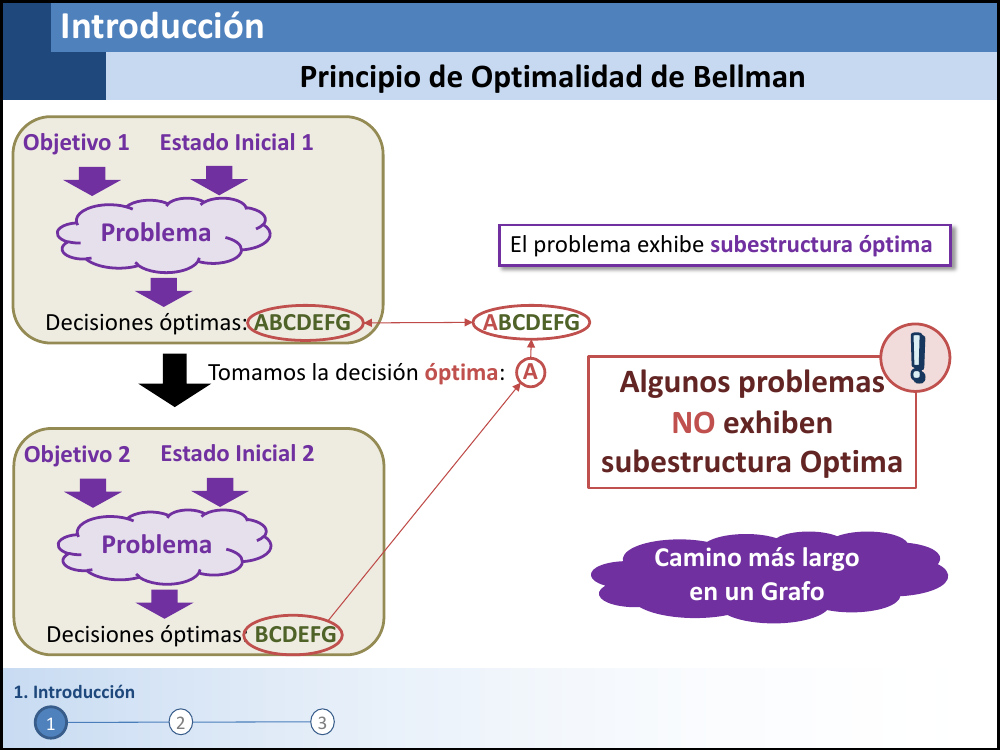 Introducción
Principio de Optimalidad de Bellman
Objetivo 1 Estado Inicial 1
Problema
Decisiones óptimas: ABCDEFG
El problema exhibe subestructura óptima
ABCDEFG
Tomamos la decisión óptima: A
!
Algunos problemas
NO exhiben
subestructura Optima
Objetivo 2 Estado Inicial 2
Problema
Decisiones óptimas: BCDEFG
Camino más largo
en un Grafo
1. Introducción
1 2 3